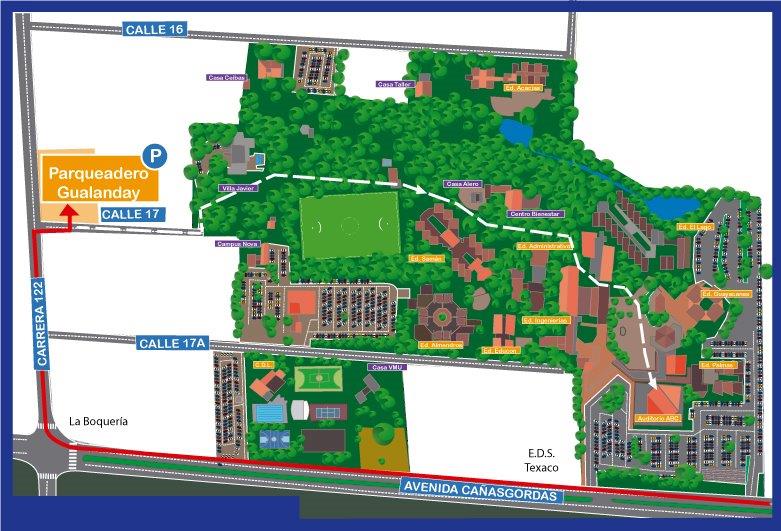 CALLE 16
Casa Ceibas
Casa Taller
Ed. Acacias
P
Parqueadero
Gualanday
CALLE 17
Villa Javier
Casa Alero
Centro Bienestar
Ed. El Lago
Campus Nova
Ed. Samán
Ed. Administrativo
CARRERA 122
Ed. Guayacanes
Ed. Ingenierías
D
CALLE 17A
Ed. Almendros
Ed. Educon
C.D.L.
Casa VMU
Ed. Palmas
La Boquería
Auditorio ABC
E.D.S.
Texaco
AVENIDA CAÑASGORDAS